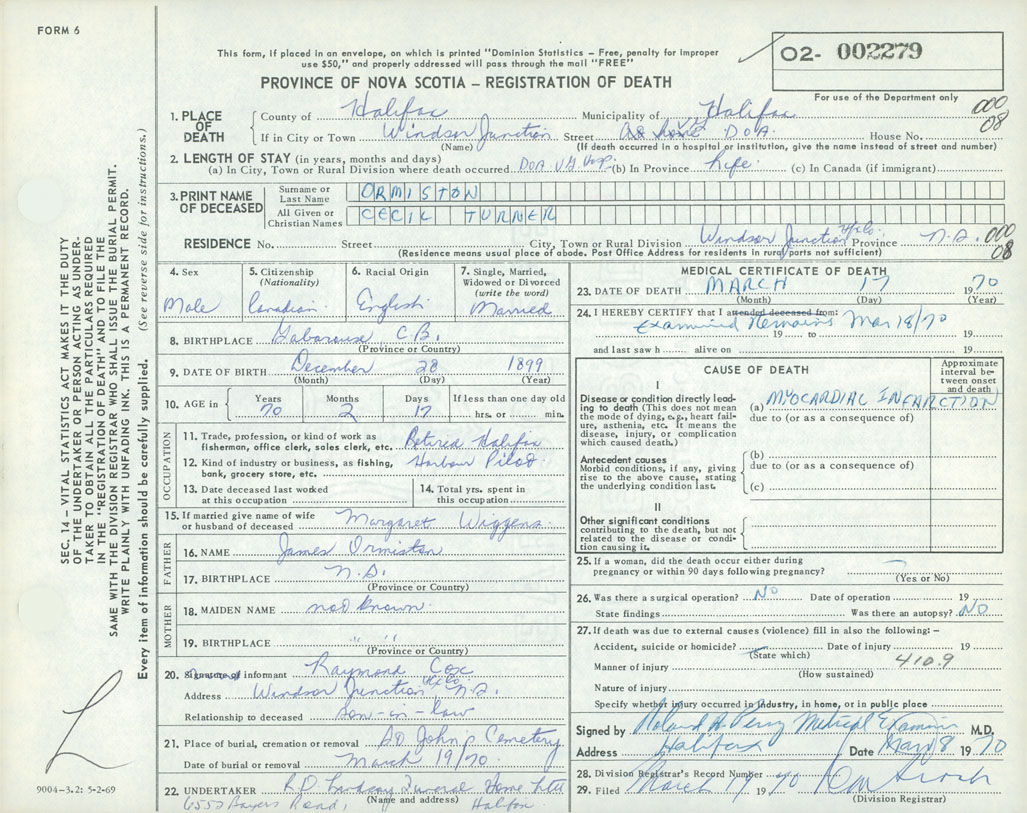 FORM 6
This form, if placed in an envelope, on which is printed "Dominion Statistics - Free, penalty for improper
use $50," and properly addressed will pass through the mail "FREE"
O2- 002279
PROVINCE OF NOVA SCOTIA - REGISTRATION OF DEATH
For use of the Department only
000
08
1. PLACE OF DEATH
County of Halifax Municipality of Halifax
If in City or Town Windsor Junction Street DOA House No.
(Name) (If death occurred in a hospital or institution, give the name instead of street and number)
2. LENGTH OF STAY (in years, months and days)
(a) In City, Town or Rural Division where death occurred DOA VG Hosp. (b) In Province Life (c) In Canada (if immigrant)
3. PRINT NAME OF DECEASED
Surname or Last Name ORMISTON
All Given or Christian Names CECIL TURNER
RESIDENCE No. Street City, Town or Rural Division Windsor Junction Hfx Co. Province N.S. 000
08
(Residence means usual place of abode. Post Office Address for residents in rural parts not sufficient)
4. Sex Male
5. Citizenship (Nationality) Canadian
6. Racial Origin English
7. Single, Married, Widowed or Divorced (write the word) Married
8. BIRTHPLACE Gabarouse C.B.
(Province or Country)
9. DATE OF BIRTH December 28 1899
(Month) (Day) (Year)
10. AGE in Years 70 Months 2 Days 17 If less than one day old hrs. or min.
OCCUPATION
11. Trade, profession, or kind of work as fisherman, office clerk, sales clerk, etc. Retired Halifax
12. Kind of industry or business, as fishing, bank, grocery store, etc. Harbour Pilot
13. Date deceased last worked at this occupation
14. Total yrs. spent in this occupation
15. If married give name of wife or husband of deceased Margaret Wiggens
FATHER
16. NAME James Ormiston
17. BIRTHPLACE N.S.
(Province or Country)
MOTHER
18. MAIDEN NAME not known
19. BIRTHPLACE " "
(Province or Country)
20. Signature of informant Raymond Cox
Address Windsor Junction Hfx Co. N.S.
Relationship to deceased Son-in-law
21. Place of burial, cremation or removal St. John's Cemetery
Date of burial or removal March 19/70
22. UNDERTAKER Funeral Home Ltd
(Name and address)
6552 Bayers Road, Halifax
MEDICAL CERTIFICATE OF DEATH
23. DATE OF DEATH MARCH 17 1970
(Month) (Day) (Year)
24. I HEREBY CERTIFY that I attended deceased from:
Examined Remains Mar 18/70
19 to 19
and last saw h alive on 19
CAUSE OF DEATH
Approximate interval between onset and death
I
Disease or condition directly leading to death (This does not mean the mode of dying, e.g., heart failure, asthenia, etc. It means the disease, injury, or complication which caused death.)
(a) MYOCARDIAL INFARCTION
due to (or as a consequence of)
Antecedent causes
Morbid conditions, if any, giving rise to the above cause, stating the underlying condition last.
(b)
due to (or as a consequence of)
(c)
II
Other significant conditions contributing to the death, but not related to the disease or condition causing it.
25. If a woman, did the death occur either during pregnancy or within 90 days following pregnancy? —
(Yes or No)
26. Was there a surgical operation? NO Date of operation 19
State findings Was there an autopsy? NO
27. If death was due to external causes (violence) fill in also the following: -
Accident, suicide or homicide? Date of injury 19
(State which)
Manner of injury 410.9
(How sustained)
Nature of injury
Specify whether injury occurred in industry, in home, or in public place
Signed by Roland H Perry Medical Examiner M.D.
Address Halifax Date 1970
28. Division Registrar's Record Number
29. Filed March 19 1970
(Division Registrar)
SEC. 14 - VITAL STATISTICS ACT MAKES IT THE DUTY
OF THE UNDERTAKER OR PERSON ACTING AS UNDER-
TAKER TO OBTAIN ALL THE PARTICULARS REQUIRED
IN THE "REGISTRATION OF DEATH" AND TO FILE THE
SAME WITH THE DIVISION REGISTRAR WHO SHALL ISSUE THE BURIAL PERMIT.
WRITE PLAINLY WITH UNFADING INK. THIS IS A PERMANENT RECORD.
Every item of information should be carefully supplied. (See reverse side for instructions.)
9004-3.2: 5-2-69